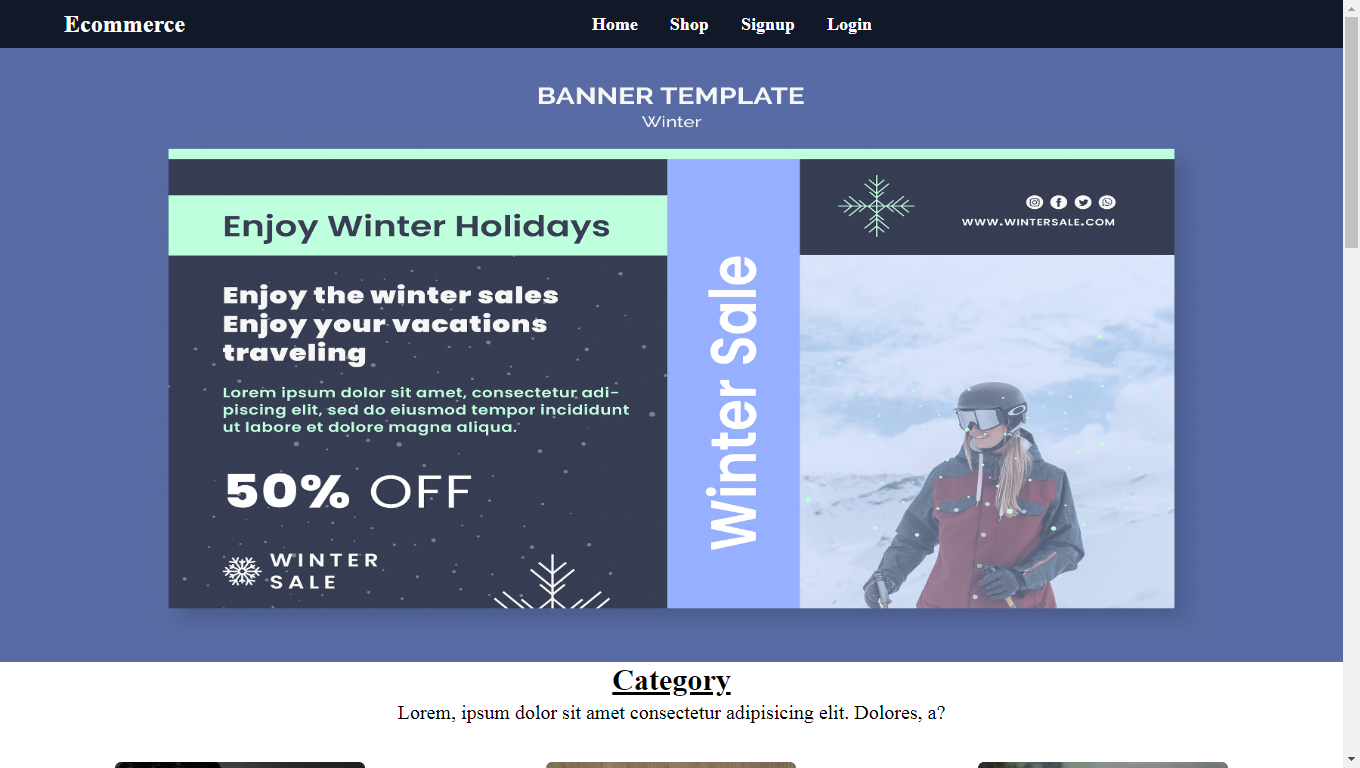 Ecommerce
Home Shop Signup Login
BANNER TEMPLATE
Winter
Enjoy Winter Holidays
Enjoy the winter sales
Enjoy your vacations
traveling
Lorem ipsum dolor sit amet, consectetur adi-
piscing elit, sed do eiusmod tempor incididunt
ut labore et dolore magna aliqua.
50% OFF
WINTER
SALE
Winter Sale
WWW.WINTERSALE.COM
Category
Lorem, ipsum dolor sit amet consectetur adipisicing elit. Dolores, a?